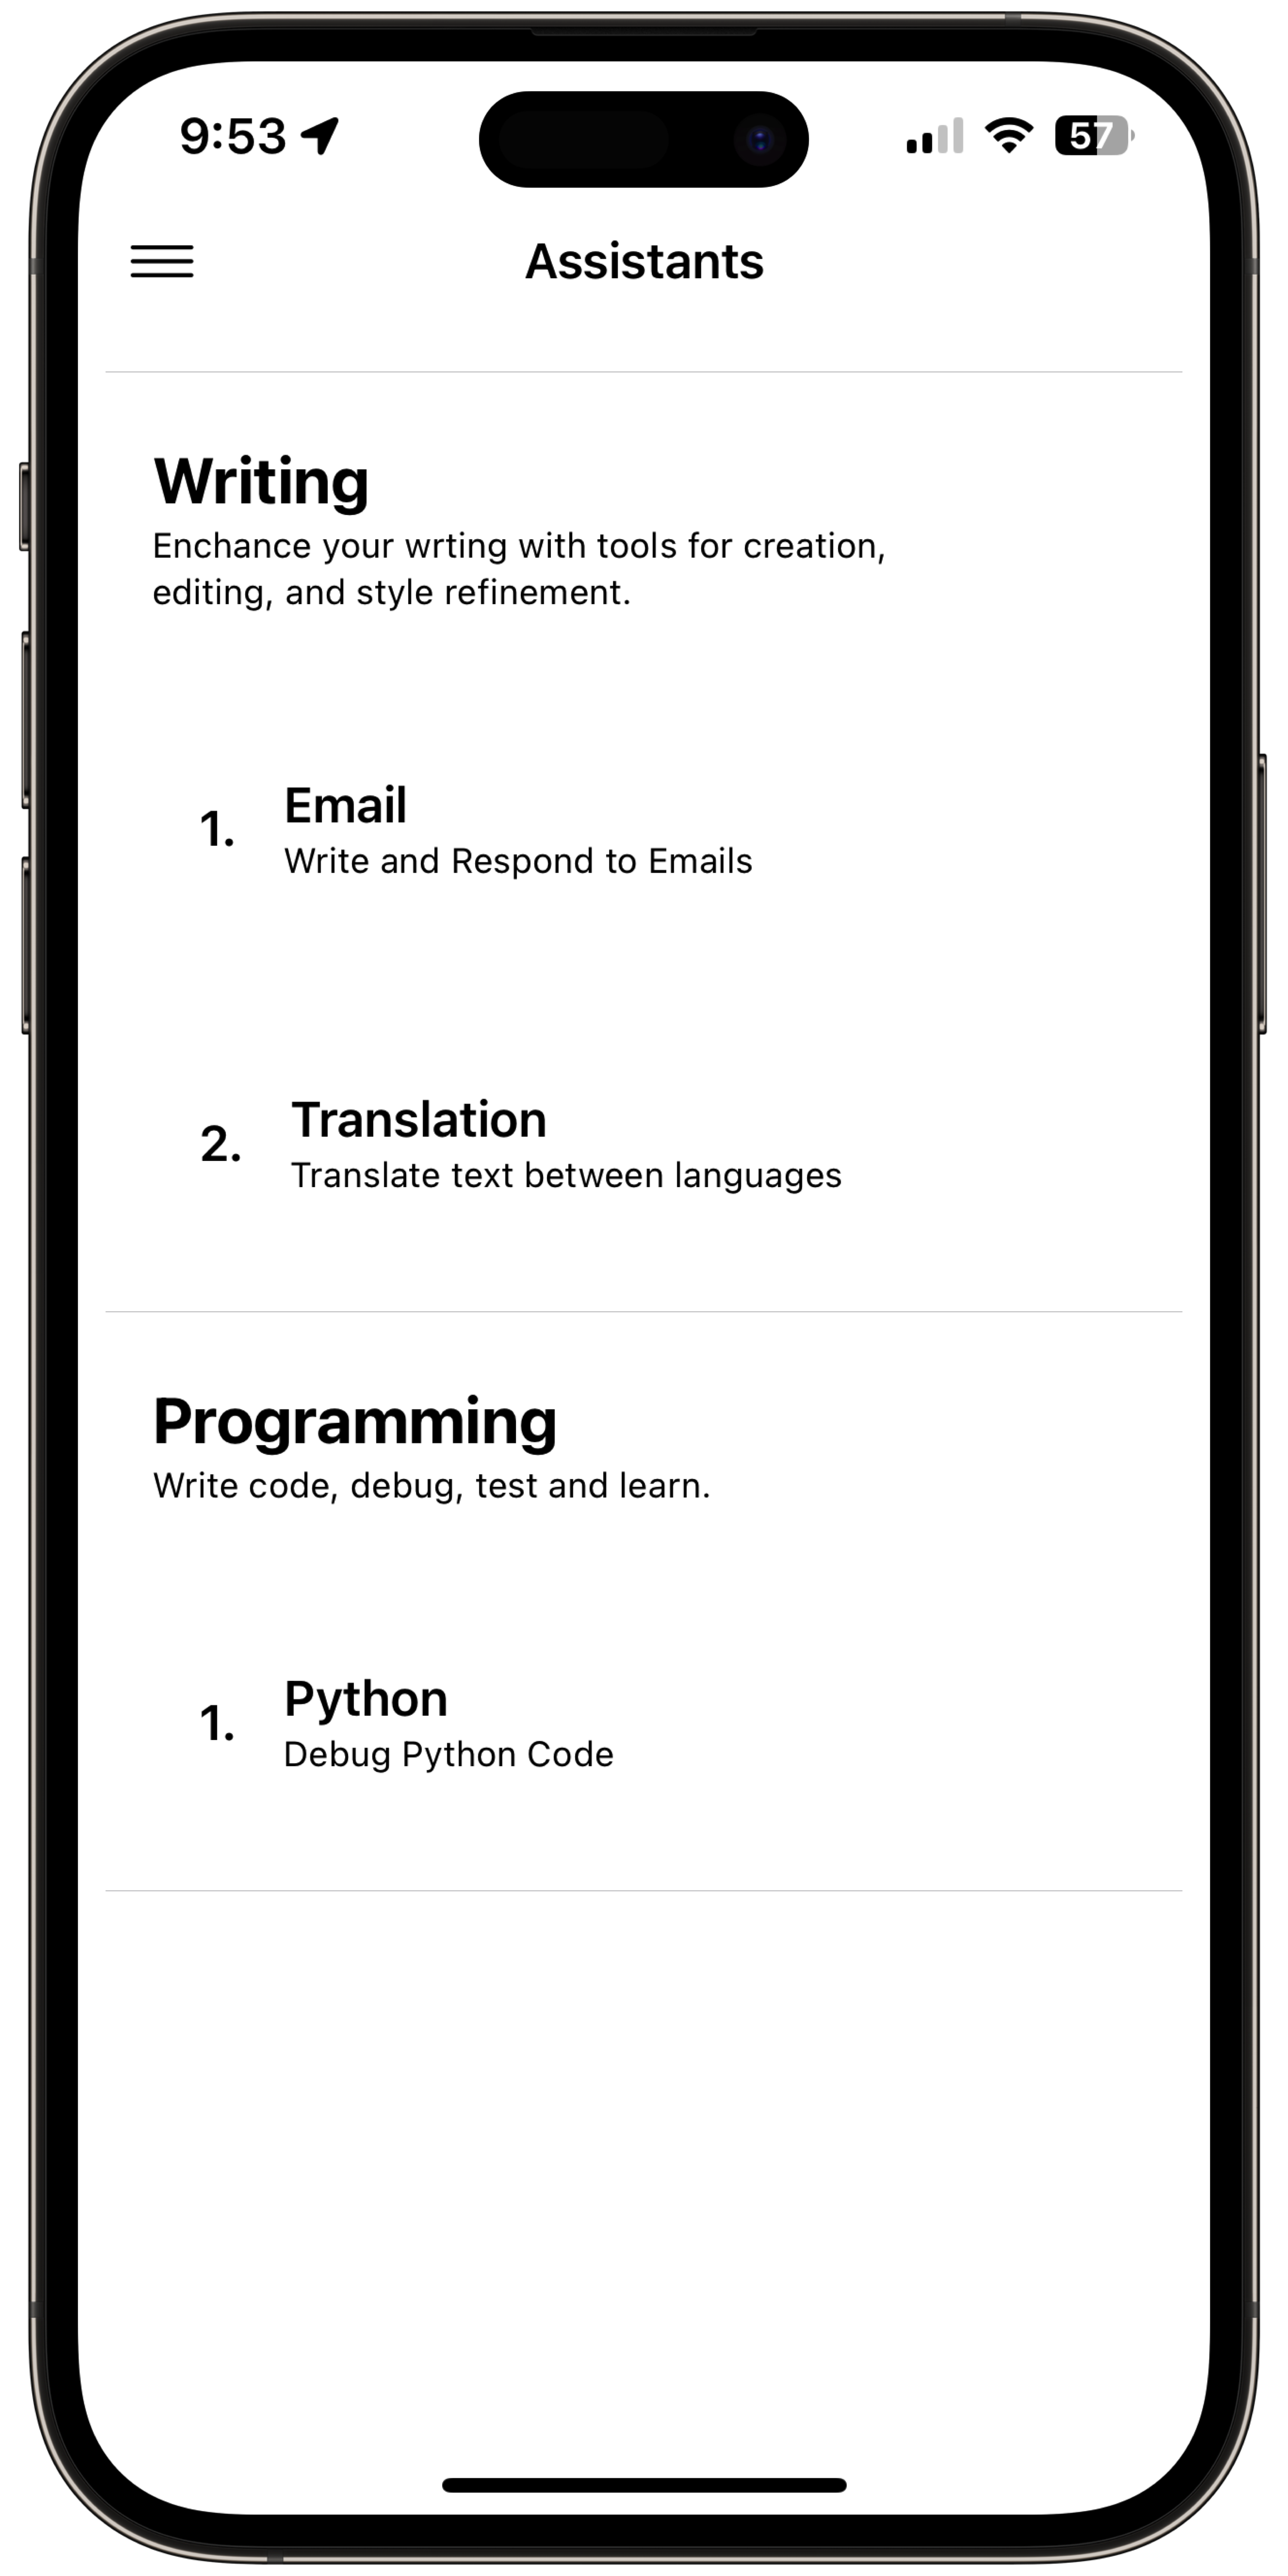 9:53
57
Assistants
Writing
Enchance your wrting with tools for creation,
editing, and style refinement.
1.
Email
Write and Respond to Emails
2.
Translation
Translate text between languages
Programming
Write code, debug, test and learn.
1.
Python
Debug Python Code